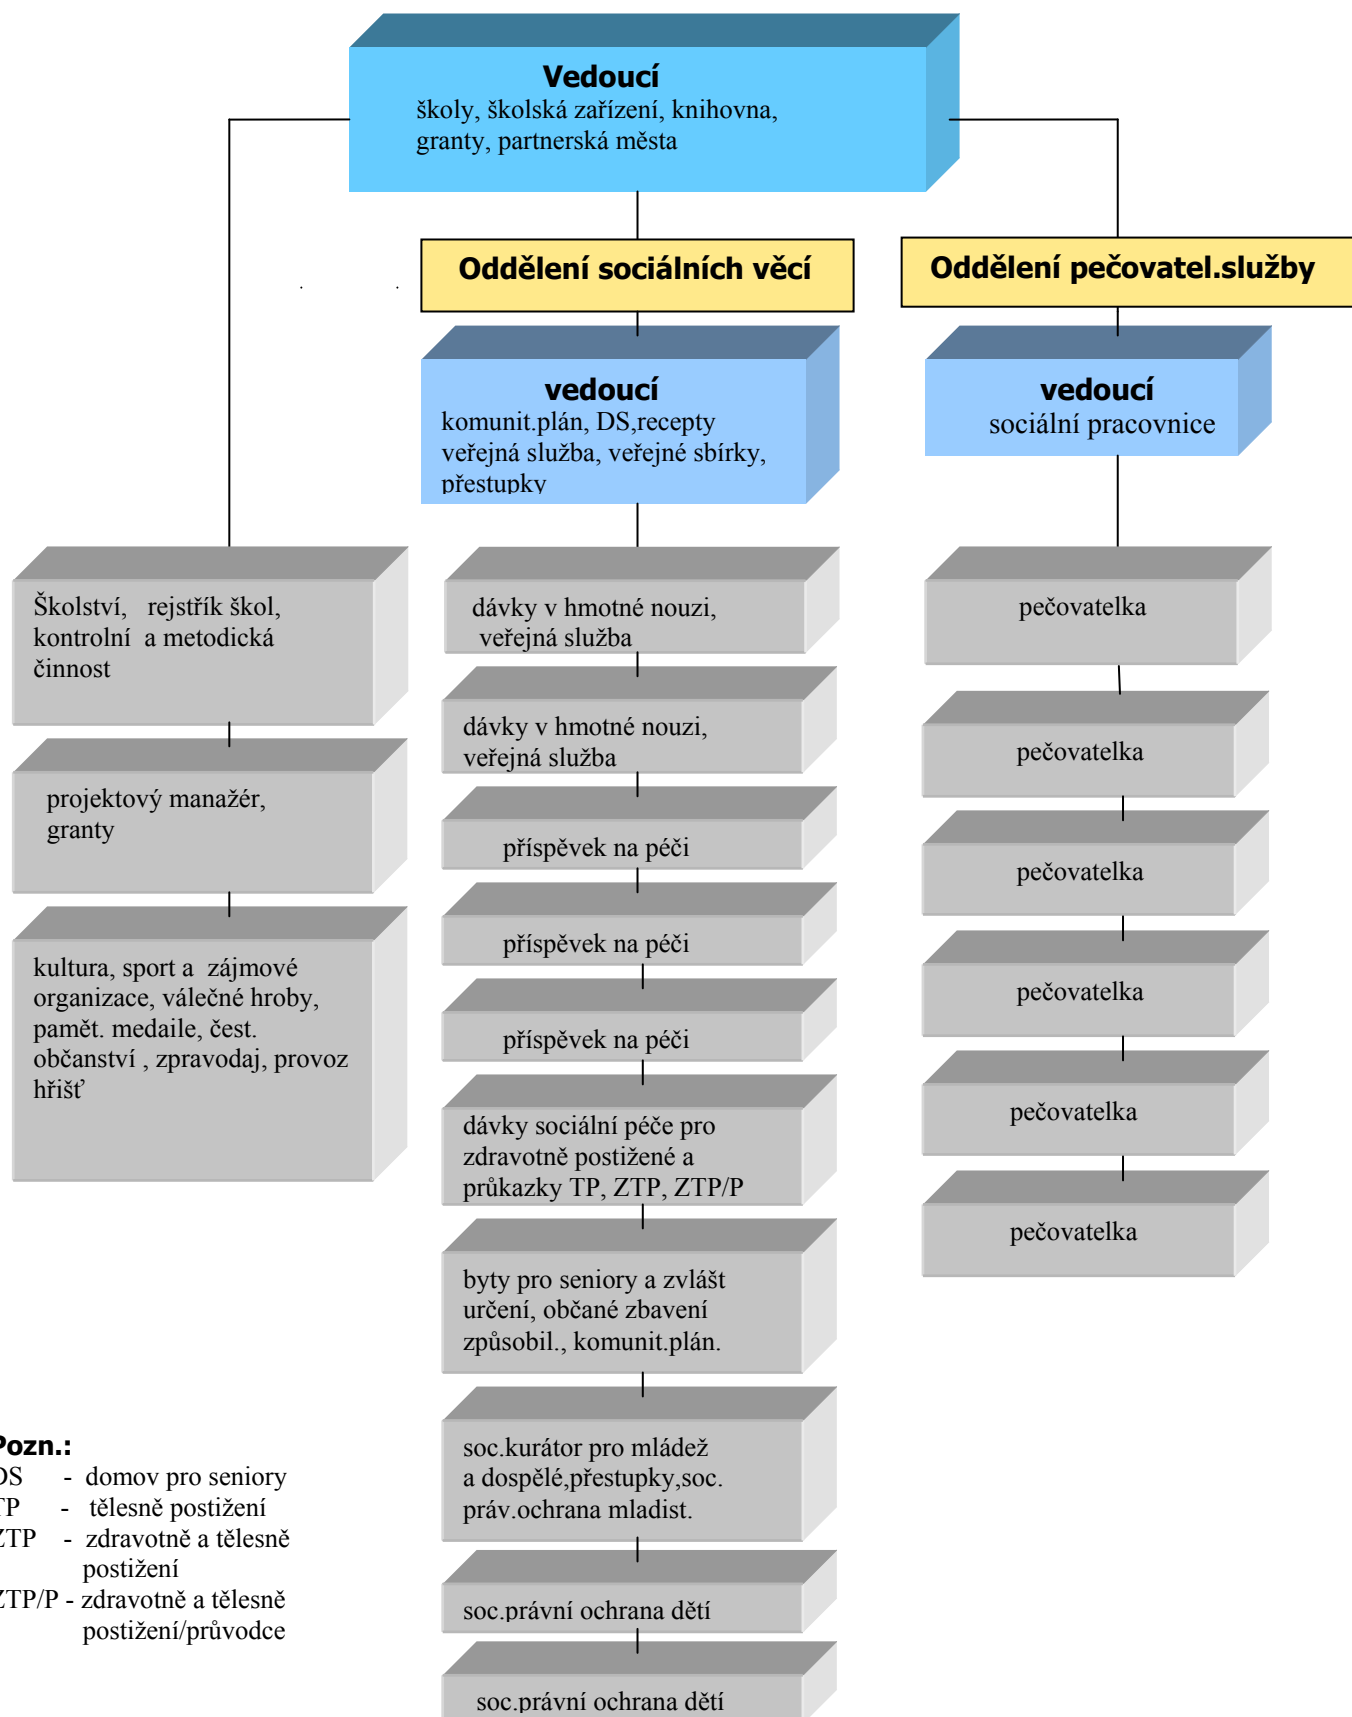 Vedoucí
školy, školská zařízení, knihovna,
granty, partnerská města
Oddělení sociálních věcí
Oddělení pečovatel.služby
vedoucí
komunit.plán, DS,recepty
veřejná služba, veřejné sbírky,
přestupky
vedoucí
sociální pracovnice
Školství, rejstřík škol,
kontrolní a metodická
činnost
projektový manažér,
granty
kultura, sport a zájmové
organizace, válečné hroby,
pamět. medaile, čest.
občanství , zpravodaj, provoz
hřišť
dávky v hmotné nouzi,
veřejná služba
dávky v hmotné nouzi,
veřejná služba
příspěvek na péči
příspěvek na péči
příspěvek na péči
dávky sociální péče pro
zdravotně postižené a
průkazky TP, ZTP, ZTP/P
byty pro seniory a zvlášt
určení, občané zbavení
způsobil., komunit.plán.
soc.kurátor pro mládež
a dospělé,přestupky,soc.
práv.ochrana mladist.
soc.právní ochrana dětí
soc.právní ochrana dětí
pečovatelka
pečovatelka
pečovatelka
pečovatelka
pečovatelka
pečovatelka
Pozn.:
DS - domov pro seniory
TP - tělesně postižení
ZTP - zdravotně a tělesně
postižení
ZTP/P - zdravotně a tělesně
postižení/průvodce